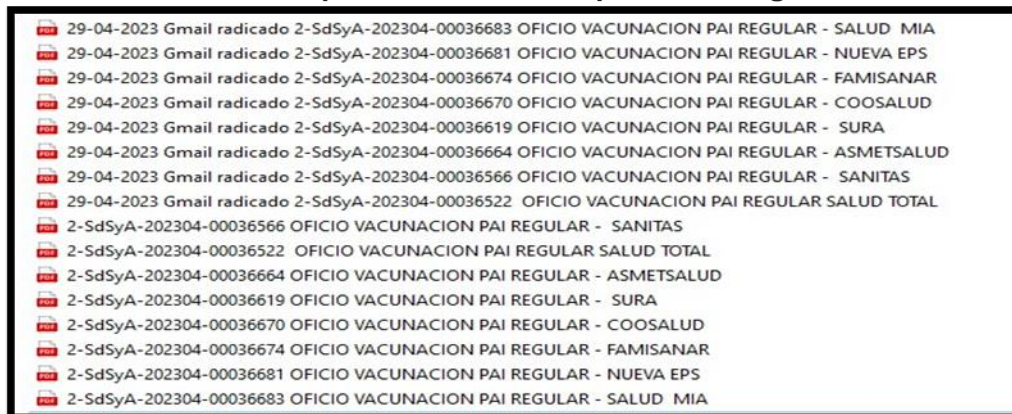 29-04-2023 Gmail radicado 2-SdSyA-202304-00036683 OFICIO VACUNACION PAI REGULAR - SALUD MIA
29-04-2023 Gmail radicado 2-SdSyA-202304-00036681 OFICIO VACUNACION PAI REGULAR - NUEVA EPS
29-04-2023 Gmail radicado 2-SdSyA-202304-00036674 OFICIO VACUNACION PAI REGULAR - FAMISANAR
29-04-2023 Gmail radicado 2-SdSyA-202304-00036670 OFICIO VACUNACION PAI REGULAR - COOSALUD
29-04-2023 Gmail radicado 2-SdSyA-202304-00036619 OFICIO VACUNACION PAI REGULAR - SURA
29-04-2023 Gmail radicado 2-SdSyA-202304-00036664 OFICIO VACUNACION PAI REGULAR - ASMETSALUD
29-04-2023 Gmail radicado 2-SdSyA-202304-00036566 OFICIO VACUNACION PAI REGULAR - SANITAS
29-04-2023 Gmail radicado 2-SdSyA-202304-00036522 OFICIO VACUNACION PAI REGULAR SALUD TOTAL
2-SdSyA-202304-00036566 OFICIO VACUNACION PAI REGULAR - SANITAS
2-SdSyA-202304-00036522 OFICIO VACUNACION PAI REGULAR SALUD TOTAL
2-SdSyA-202304-00036664 OFICIO VACUNACION PAI REGULAR - ASMETSALUD
2-SdSyA-202304-00036619 OFICIO VACUNACION PAI REGULAR - SURA
2-SdSyA-202304-00036670 OFICIO VACUNACION PAI REGULAR - COOSALUD
2-SdSyA-202304-00036674 OFICIO VACUNACION PAI REGULAR - FAMISANAR
2-SdSyA-202304-00036681 OFICIO VACUNACION PAI REGULAR - NUEVA EPS
2-SdSyA-202304-00036683 OFICIO VACUNACION PAI REGULAR - SALUD MIA